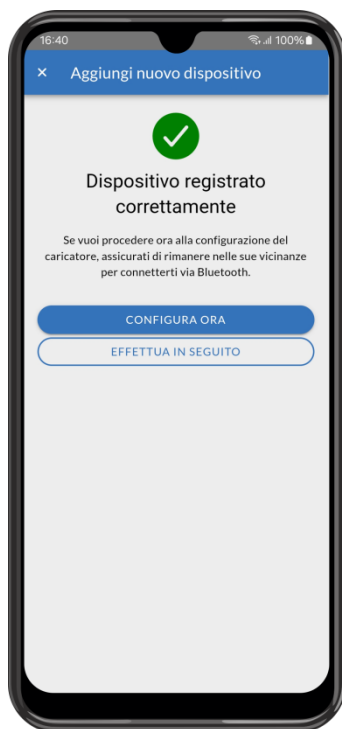 16:40
100%
× Aggiungi nuovo dispositivo
Dispositivo registrato
correttamente
Se vuoi procedere ora alla configurazione del
caricatore, assicurati di rimanere nelle sue vicinanze
per connetterti via Bluetooth.
CONFIGURA ORA
EFFETTUA IN SEGUITO